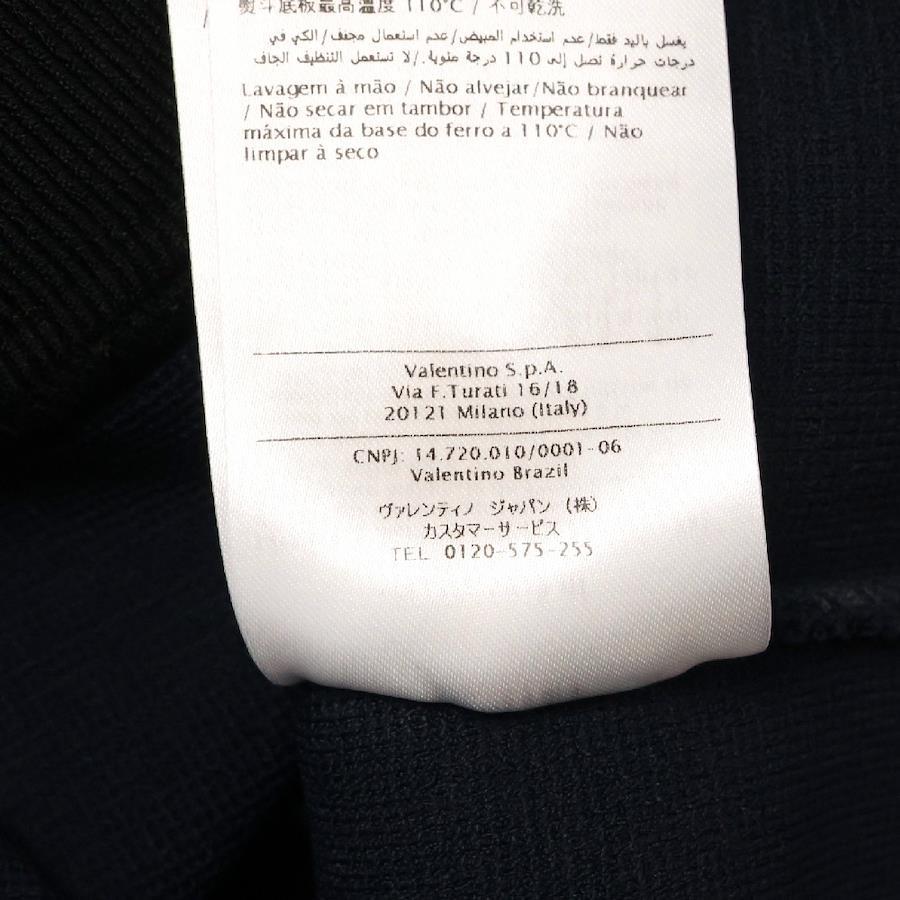 熨斗底板最高温度 110°C / 不可乾洗
يغسل باليد فقط/عدم استخدام المبيض/عدم استعمال مجفف/الكي في
درجات حرارة تصل إلى 110 درجة مئوية./لا تستعمل التنظيف الجاف
Lavagem à mão / Não alvejar/Não branquear
/ Não secar em tambor / Temperatura
máxima da base do ferro a 110°C / Não
limpar à seco
Valentino S.p.A.
Via F.Turati 16/18
20121 Milano (Italy)
CNPJ: 14.720.010/0001-06
Valentino Brazil
ヴァレンティノ ジャパン (株)
カスタマーサービス
TEL 0120-575-255